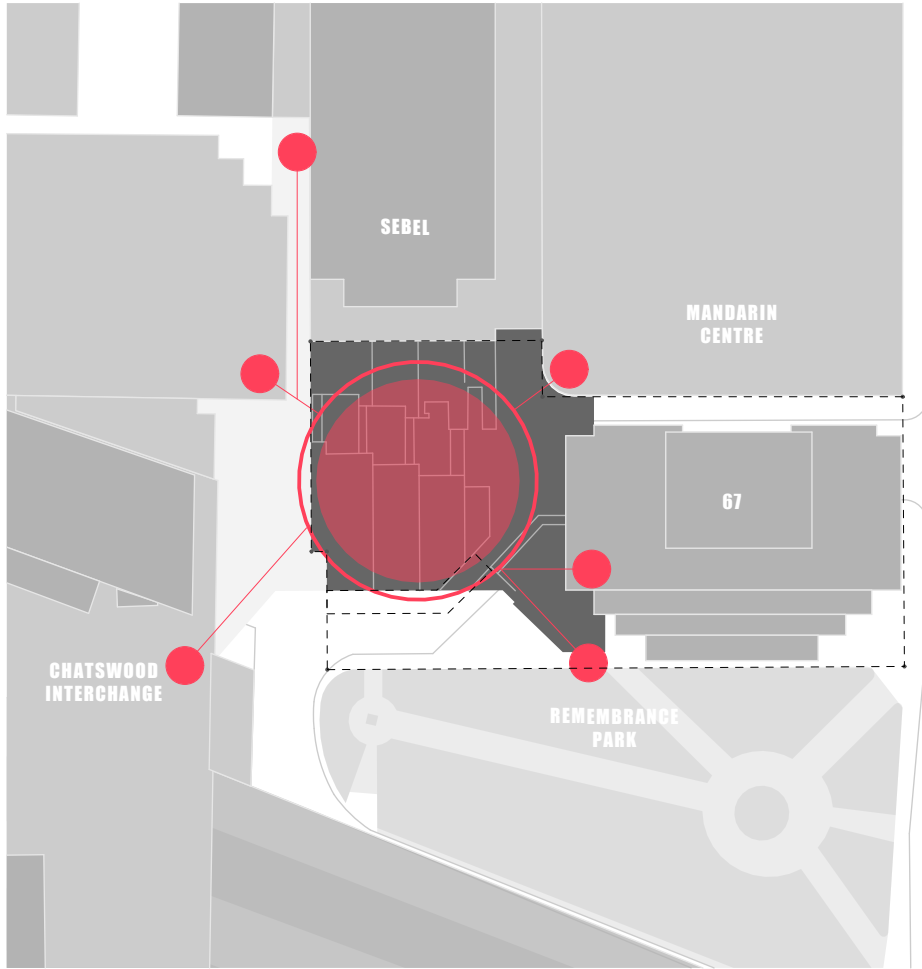 SEBEL
MANDARIN
CENTRE
67
CHATSWOOD
INTERCHANGE
REMEMBRANCE
PARK